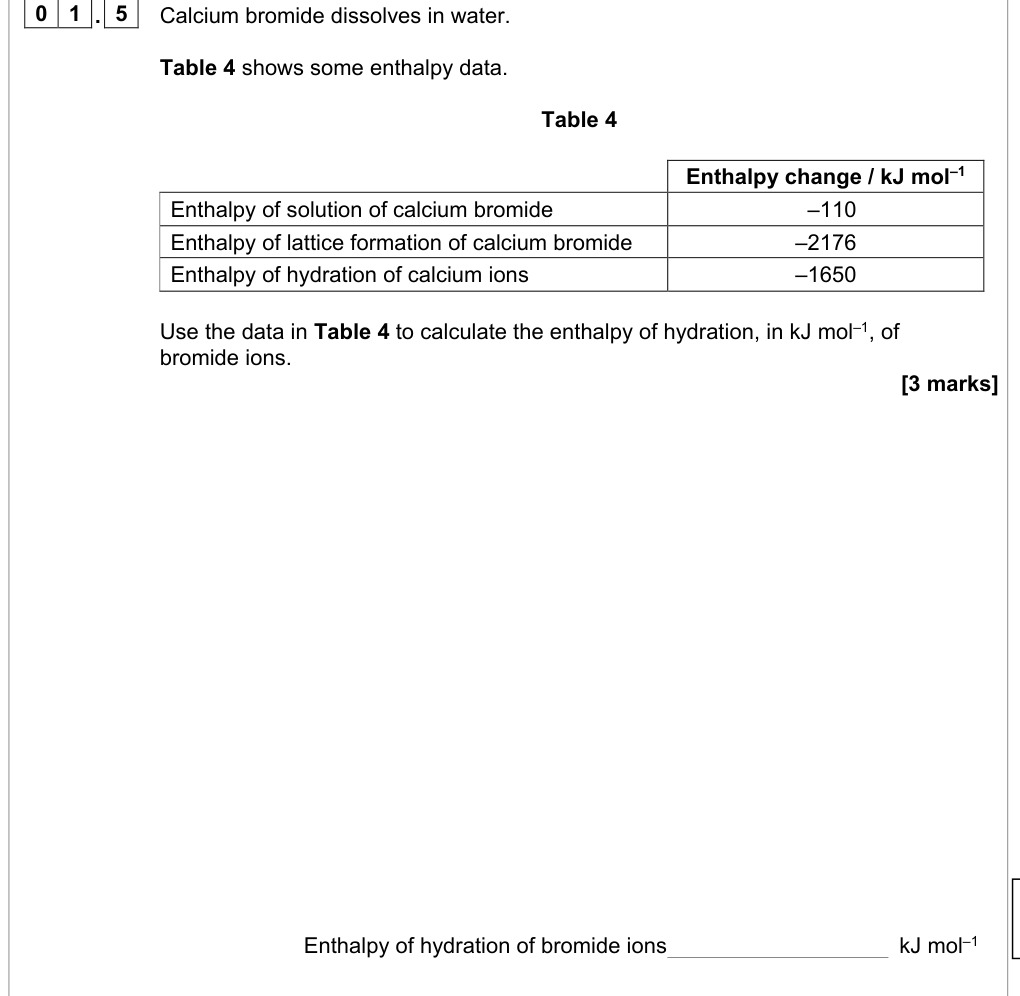 0 1 . 5 Calcium bromide dissolves in water.
Table 4 shows some enthalpy data.
Table 4
Enthalpy change / kJ mol⁻¹
Enthalpy of solution of calcium bromide –110
Enthalpy of lattice formation of calcium bromide –2176
Enthalpy of hydration of calcium ions –1650
Use the data in Table 4 to calculate the enthalpy of hydration, in kJ mol⁻¹, of
bromide ions.
[3 marks]
Enthalpy of hydration of bromide ions kJ mol⁻¹